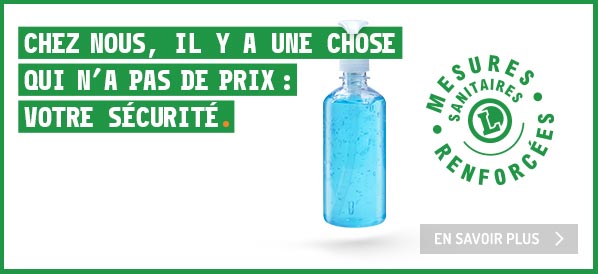 CHEZ NOUS, IL Y A UNE CHOSE
QUI N'A PAS DE PRIX :
VOTRE SÉCURITÉ.
• MESURES •
SANITAIRES
RENFORCÉES
EN SAVOIR PLUS >